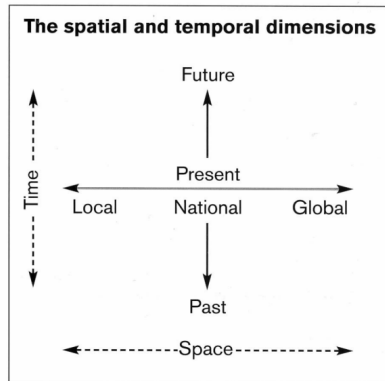 The spatial and temporal dimensions
Future
Time
Present
Local National Global
Past
Space